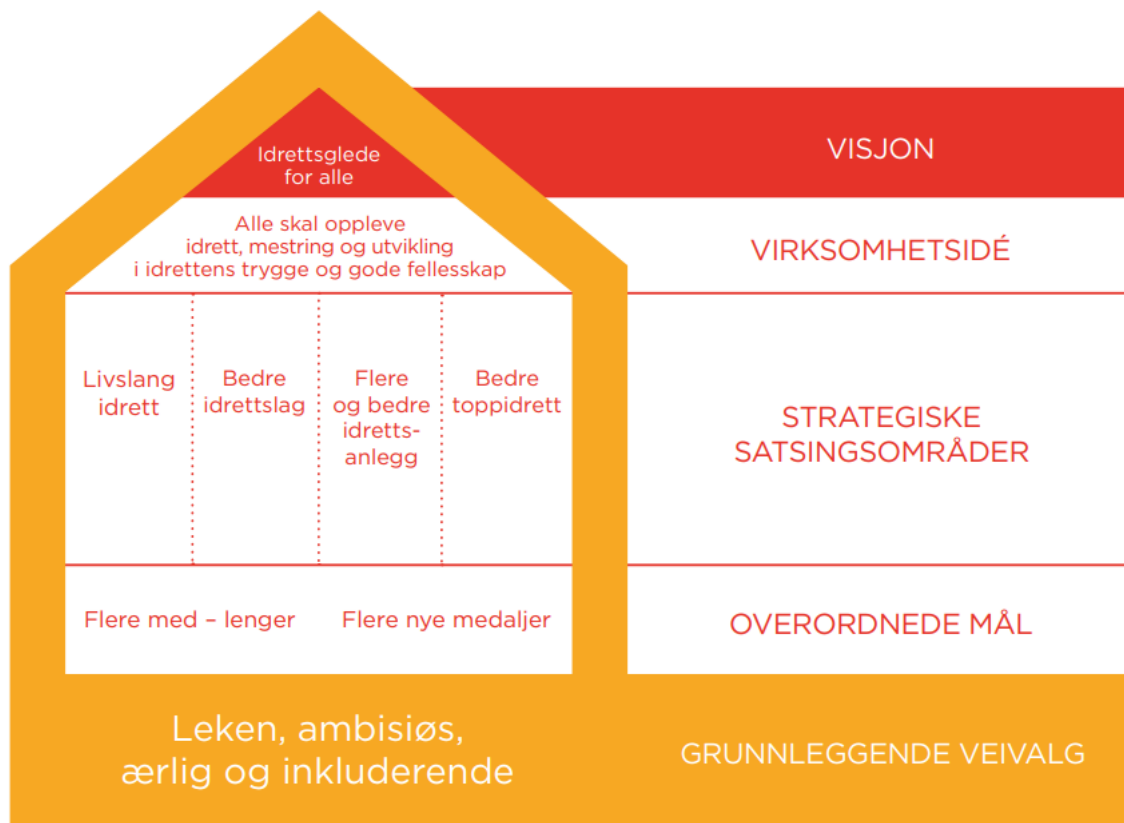 Idrettsglede
for alle
VISJON
Alle skal oppleve
idrett, mestring og utvikling
i idrettens trygge og gode fellesskap
VIRKSOMHETSIDÉ
Livslang
idrett
Bedre
idrettslag
Flere
og bedre
idretts-
anlegg
Bedre
toppidrett
STRATEGISKE
SATSINGSOMRÅDER
Flere med – lenger
Flere nye medaljer
OVERORDNEDE MÅL
Leken, ambisiøs,
ærlig og inkluderende
GRUNNLEGGENDE VEIVALG